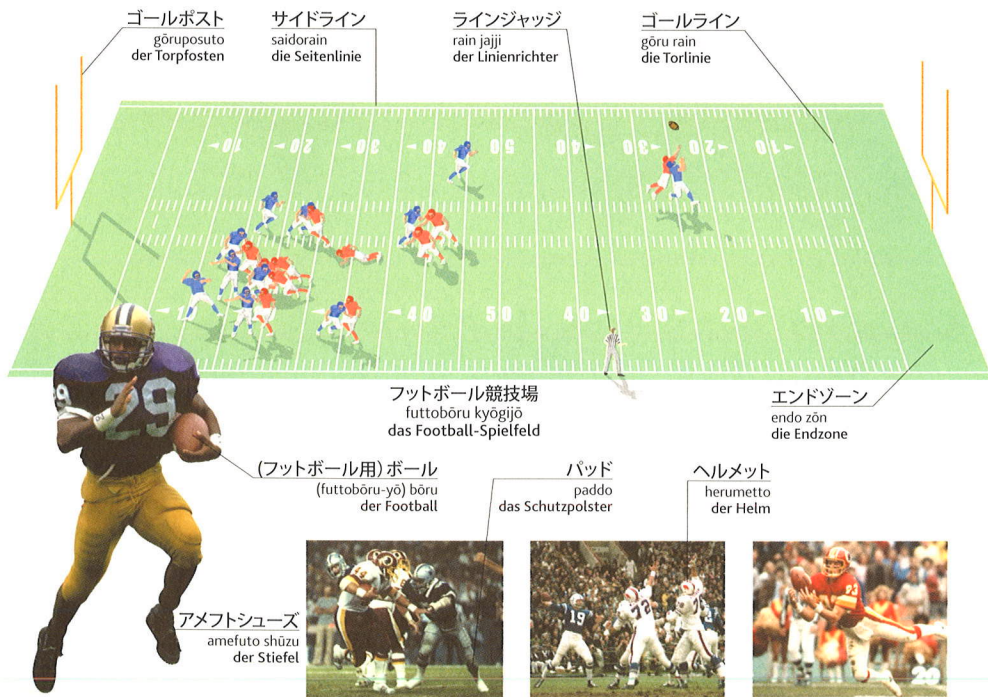 ゴールポスト
gōruposuto
der Torpfosten
サイドライン
saidorain
die Seitenlinie
ラインジャッジ
rain jajji
der Linienrichter
ゴールライン
gōru rain
die Torlinie
10 20 30 40 50 40 30 20 10
40 50 40 30 20 10
フットボール競技場
futtobōru kyōgijō
das Football-Spielfeld
エンドゾーン
endo zōn
die Endzone
29
29
(フットボール用) ボール
(futtobōru-yō) bōru
der Football
パッド
paddo
das Schutzpolster
ヘルメット
herumetto
der Helm
アメフトシューズ
amefuto shūzu
der Stiefel
19
72
83
20